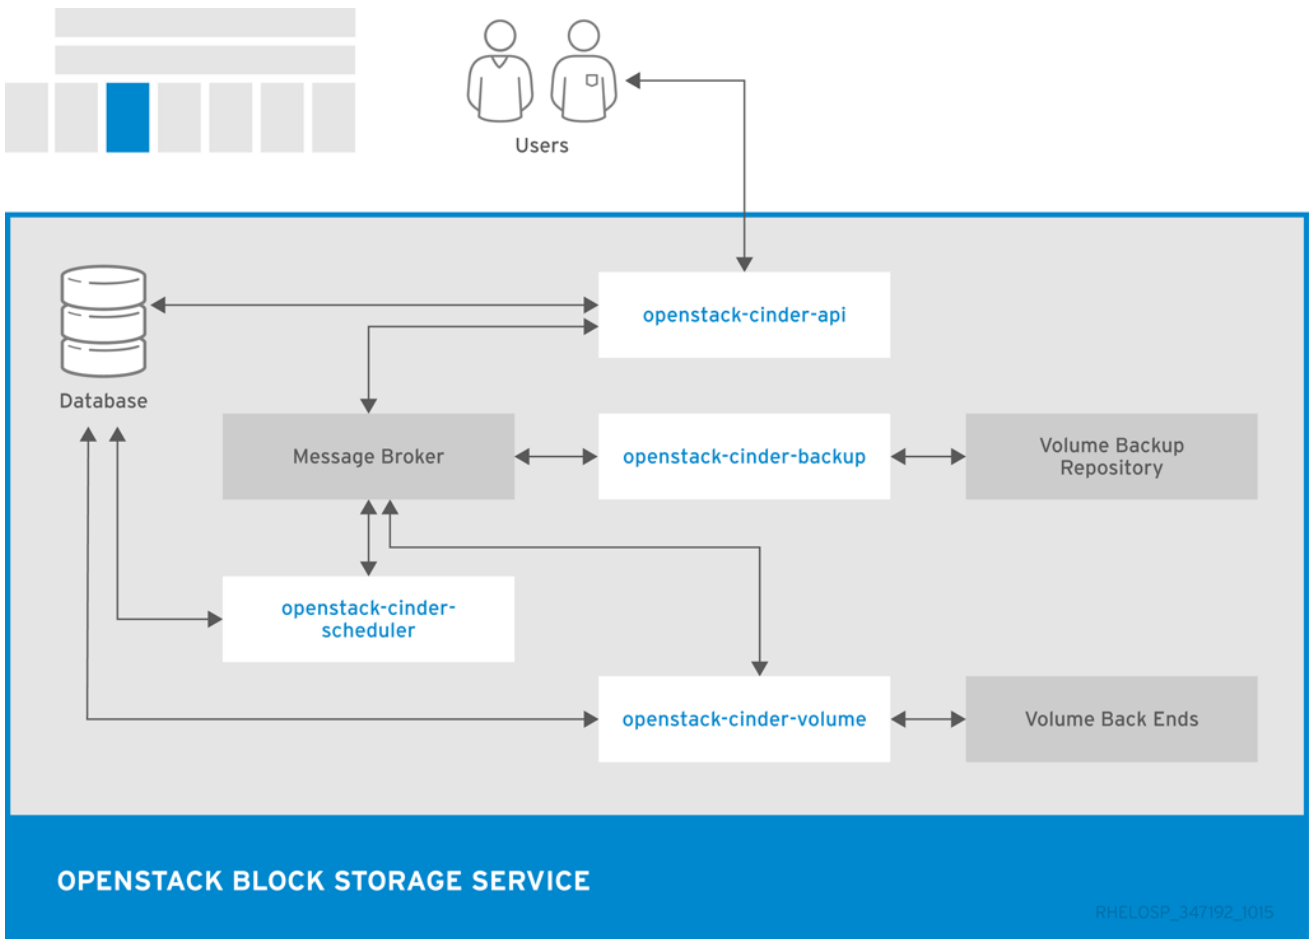 Users
openstack-cinder-api
Database
Message Broker
openstack-cinder-backup
Volume Backup
Repository
openstack-cinder-
scheduler
openstack-cinder-volume
Volume Back Ends
OPENSTACK BLOCK STORAGE SERVICE
RHELOSP_347192_1015